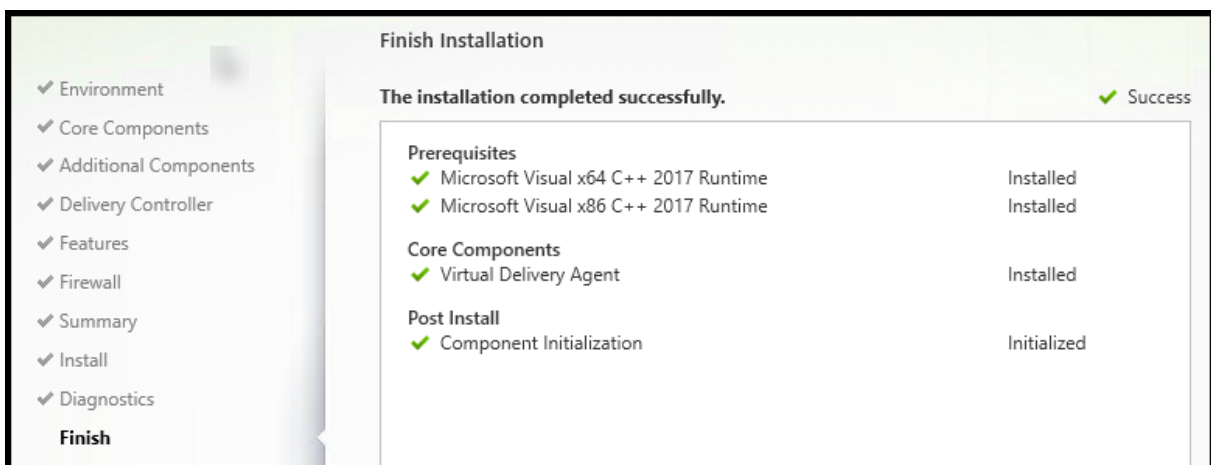 Finish Installation
Environment
Core Components
Additional Components
Delivery Controller
Features
Firewall
Summary
Install
Diagnostics
Finish
The installation completed successfully.
Success
Prerequisites
Microsoft Visual x64 C++ 2017 Runtime Installed
Microsoft Visual x86 C++ 2017 Runtime Installed
Core Components
Virtual Delivery Agent Installed
Post Install
Component Initialization Initialized